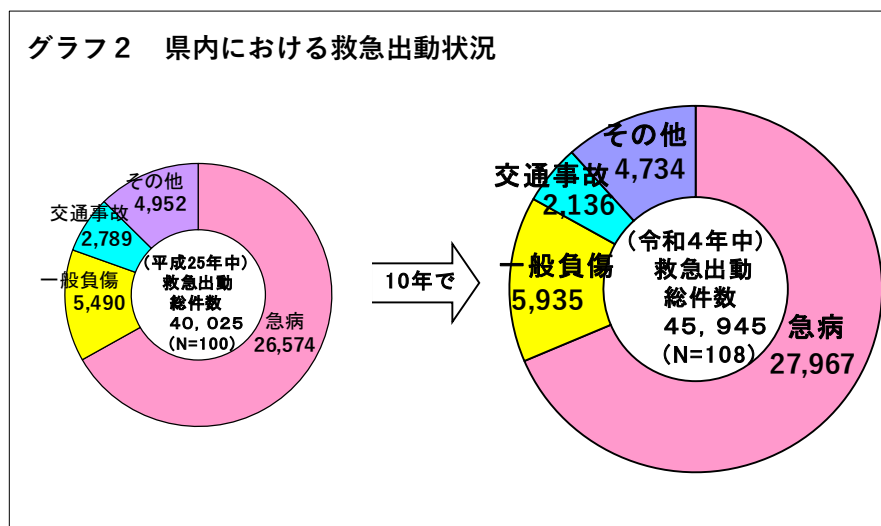 グラフ２　県内における救急出動状況
その他
4,952
交通事故
2,789
一般負傷
5,490
(平成25年中)
救急出動
総件数
４０，０２５
(N=100)
急病
26,574
10年で
その他
4,734
交通事故
2,136
一般負傷
5,935
(令和４年中)
救急出動
総件数
４５，９４５
(N=108)
急病
27,967